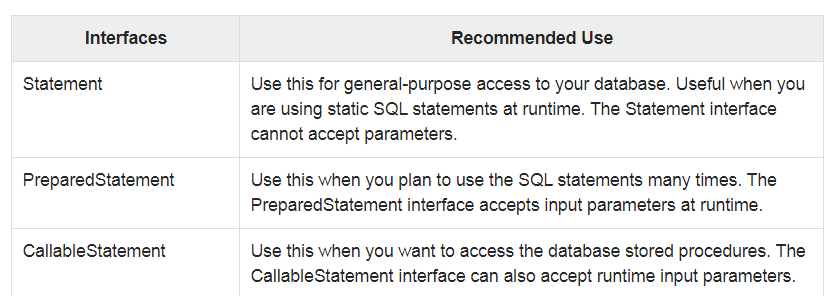 Interfaces Recommended Use
Statement Use this for general-purpose access to your database. Useful when you
are using static SQL statements at runtime. The Statement interface
cannot accept parameters.
PreparedStatement Use this when you plan to use the SQL statements many times. The
PreparedStatement interface accepts input parameters at runtime.
CallableStatement Use this when you want to access the database stored procedures. The
CallableStatement interface can also accept runtime input parameters.